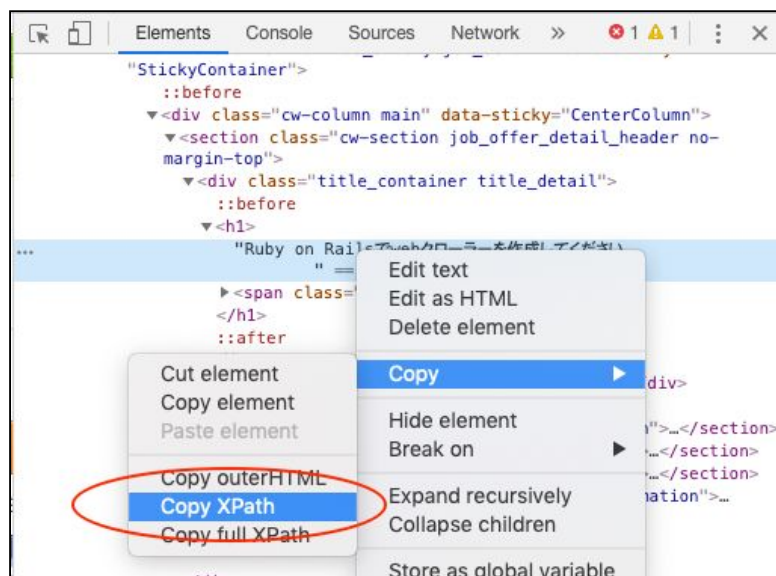 Elements Console Sources Network » 1 1
"StickyContainer">
::before
▼<div class="cw-column main" data-sticky="CenterColumn">
▼<section class="cw-section job_offer_detail_header no-
margin-top">
▼<div class="title_container title_detail">
::before
▼<h1>
"Ruby on Railsでwebクローラーを作成してください
" ==
▶<span class="
</h1>
::after
Edit text
Edit as HTML
Delete element
Copy
Hide element
Break on
Expand recursively
Collapse children
Store as global variable
Cut element
Copy element
Paste element
Copy outerHTML
Copy XPath
Copy full XPath
div>
">…</section>
…</section>
…</section>
ation">…